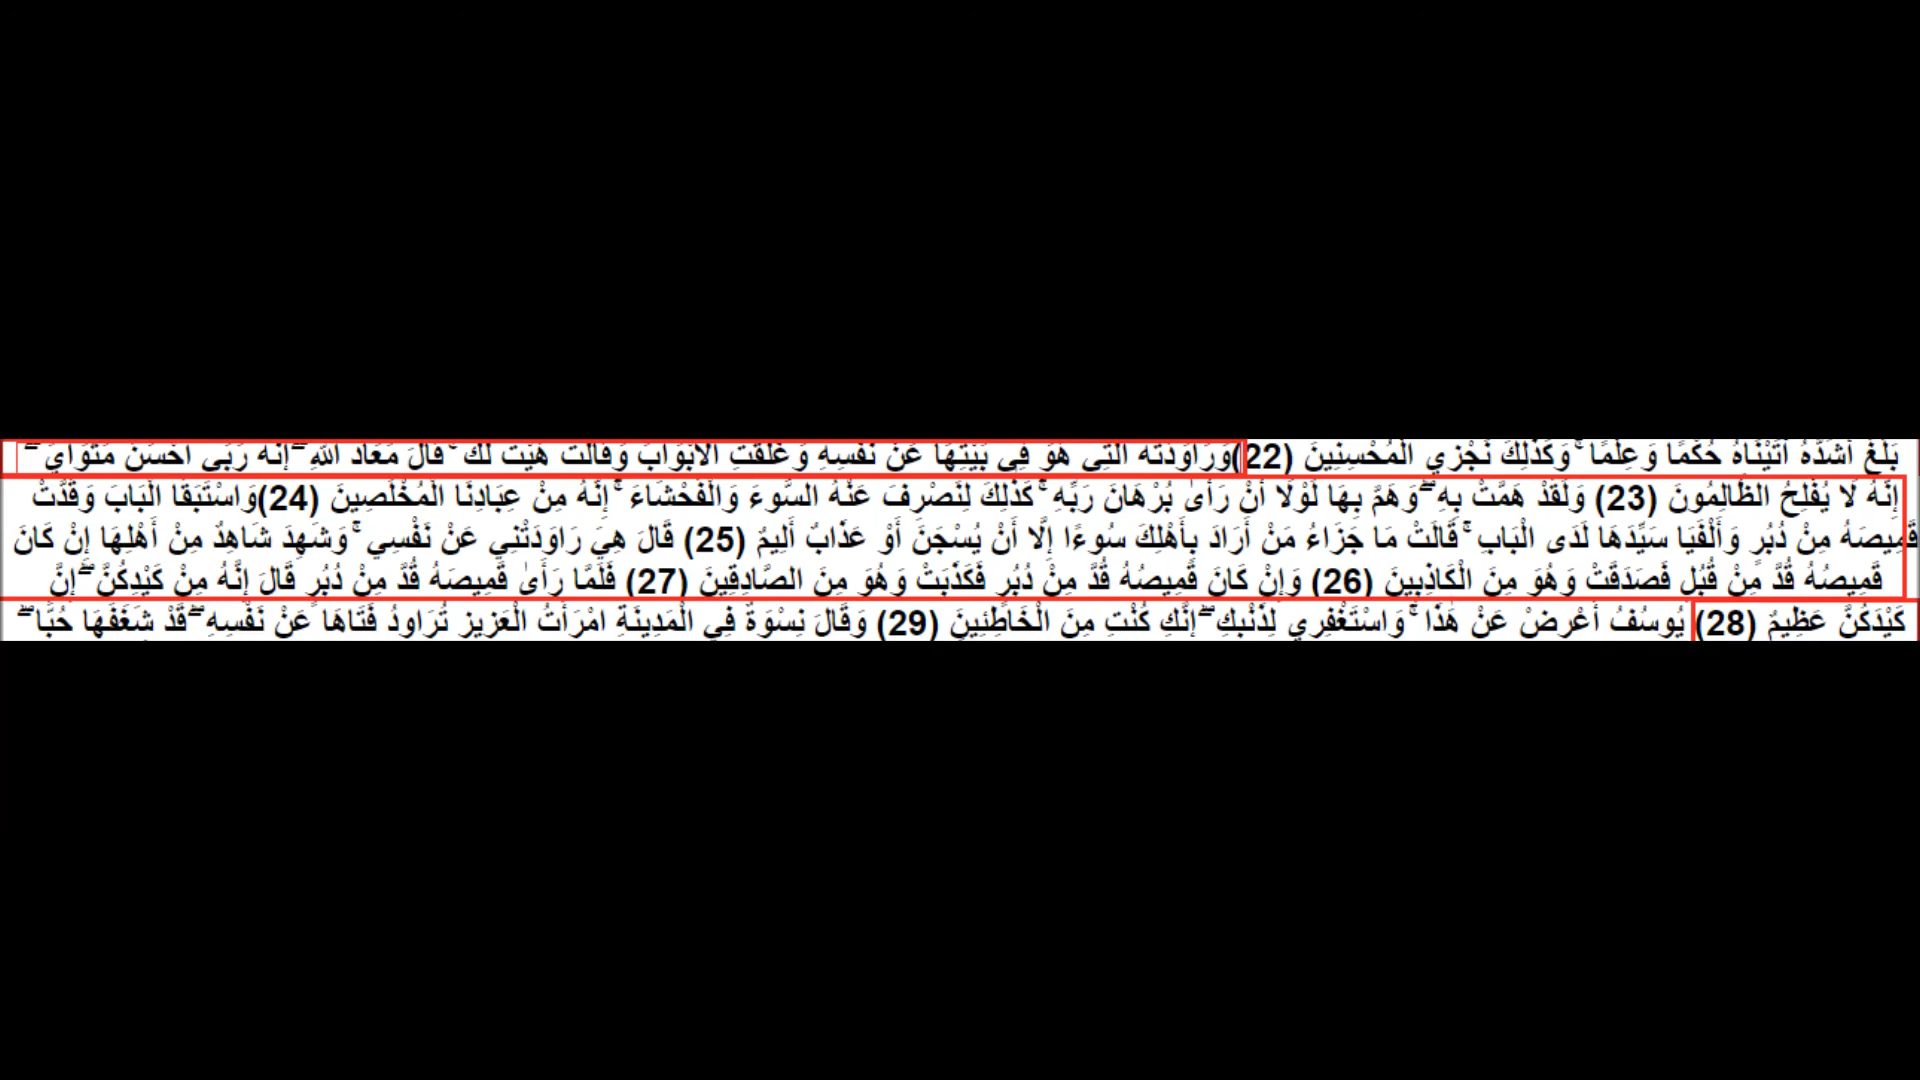 بَلَغَ أَشُدَّهُ آتَيْنَاهُ حُكْمًا وَعِلْمًا ۚ وَكَذَٰلِكَ نَجْزِي الْمُحْسِنِينَ (22)وَرَاوَدَتْهُ الَّتِي هُوَ فِي بَيْتِهَا عَنْ نَفْسِهِ وَغَلَّقَتِ الْأَبْوَابَ وَقَالَتْ هَيْتَ لَكَ ۚ قَالَ مَعَاذَ اللَّهِ ۖ إِنَّهُ رَبِّي أَحْسَنَ مَثْوَايَ ۖ
إِنَّهُ لَا يُفْلِحُ الظَّالِمُونَ (23) وَلَقَدْ هَمَّتْ بِهِ ۖ وَهَمَّ بِهَا لَوْلَا أَنْ رَأَىٰ بُرْهَانَ رَبِّهِ ۚ كَذَٰلِكَ لِنَصْرِفَ عَنْهُ السُّوءَ وَالْفَحْشَاءَ ۚ إِنَّهُ مِنْ عِبَادِنَا الْمُخْلَصِينَ (24)وَاسْتَبَقَا الْبَابَ وَقَدَّتْ
قَمِيصَهُ مِنْ دُبُرٍ وَأَلْفَيَا سَيِّدَهَا لَدَى الْبَابِ ۚ قَالَتْ مَا جَزَاءُ مَنْ أَرَادَ بِأَهْلِكَ سُوءًا إِلَّا أَنْ يُسْجَنَ أَوْ عَذَابٌ أَلِيمٌ (25) قَالَ هِيَ رَاوَدَتْنِي عَنْ نَفْسِي ۚ وَشَهِدَ شَاهِدٌ مِنْ أَهْلِهَا إِنْ كَانَ
قَمِيصُهُ قُدَّ مِنْ قُبُلٍ فَصَدَقَتْ وَهُوَ مِنَ الْكَاذِبِينَ (26) وَإِنْ كَانَ قَمِيصُهُ قُدَّ مِنْ دُبُرٍ فَكَذَبَتْ وَهُوَ مِنَ الصَّادِقِينَ (27) فَلَمَّا رَأَىٰ قَمِيصَهُ قُدَّ مِنْ دُبُرٍ قَالَ إِنَّهُ مِنْ كَيْدِكُنَّ ۖ إِنَّ
كَيْدَكُنَّ عَظِيمٌ (28) يُوسُفُ أَعْرِضْ عَنْ هَٰذَا ۚ وَاسْتَغْفِرِي لِذَنْبِكِ ۖ إِنَّكِ كُنْتِ مِنَ الْخَاطِئِينَ (29) وَقَالَ نِسْوَةٌ فِي الْمَدِينَةِ امْرَأَتُ الْعَزِيزِ تُرَاوِدُ فَتَاهَا عَنْ نَفْسِهِ ۖ قَدْ شَغَفَهَا حُبًّا ۖ